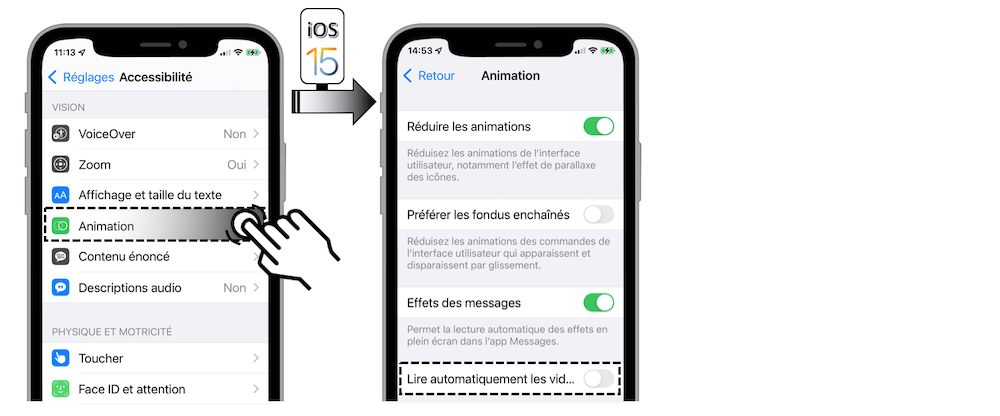 11:13
Réglages Accessibilité
VISION
VoiceOver Non
Zoom Oui
Affichage et taille du texte
Animation
Contenu énoncé
Descriptions audio Non
PHYSIQUE ET MOTRICITÉ
Toucher
Face ID et attention
iOS
15
14:53
Retour Animation
Réduire les animations
Réduisez les animations de l'interface
utilisateur, notamment l'effet de parallaxe
des icônes.
Préférer les fondus enchaînés
Réduisez les animations des commandes de
l'interface utilisateur qui apparaissent et
disparaissent par glissement.
Effets des messages
Permet la lecture automatique des effets en
plein écran dans l'app Messages.
Lire automatiquement les vid...